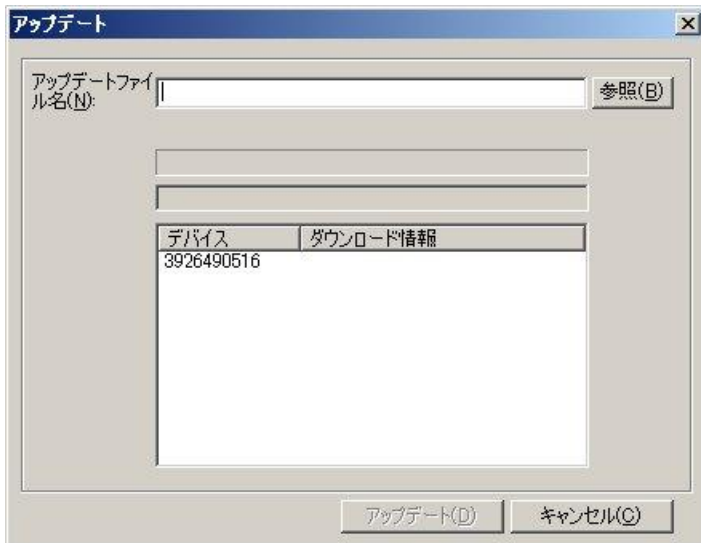 アップデート
アップデートファイ
ル名(N):
参照(B)
デバイス ダウンロード情報
3926490516
アップデート(D) キャンセル(C)